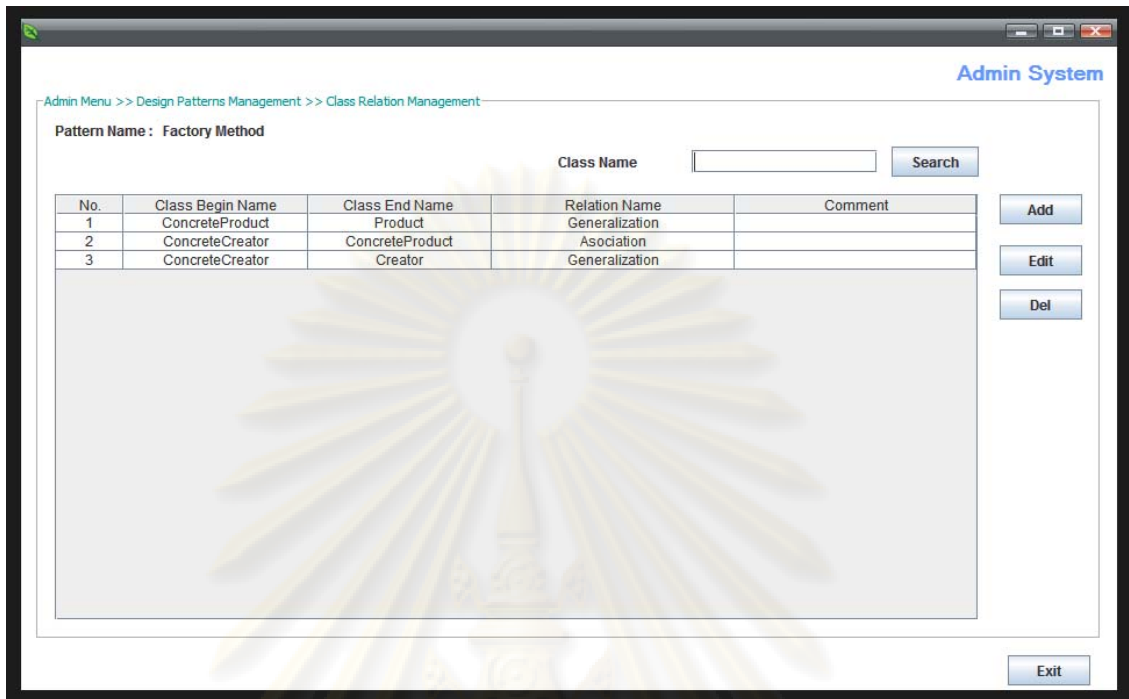 Admin System
Admin Menu >> Design Patterns Management >> Class Relation Management
Pattern Name : Factory Method
Class Name Search
No. Class Begin Name Class End Name Relation Name Comment
1 ConcreteProduct Product Generalization
2 ConcreteCreator ConcreteProduct Asociation
3 ConcreteCreator Creator Generalization
Add
Edit
Del
Exit